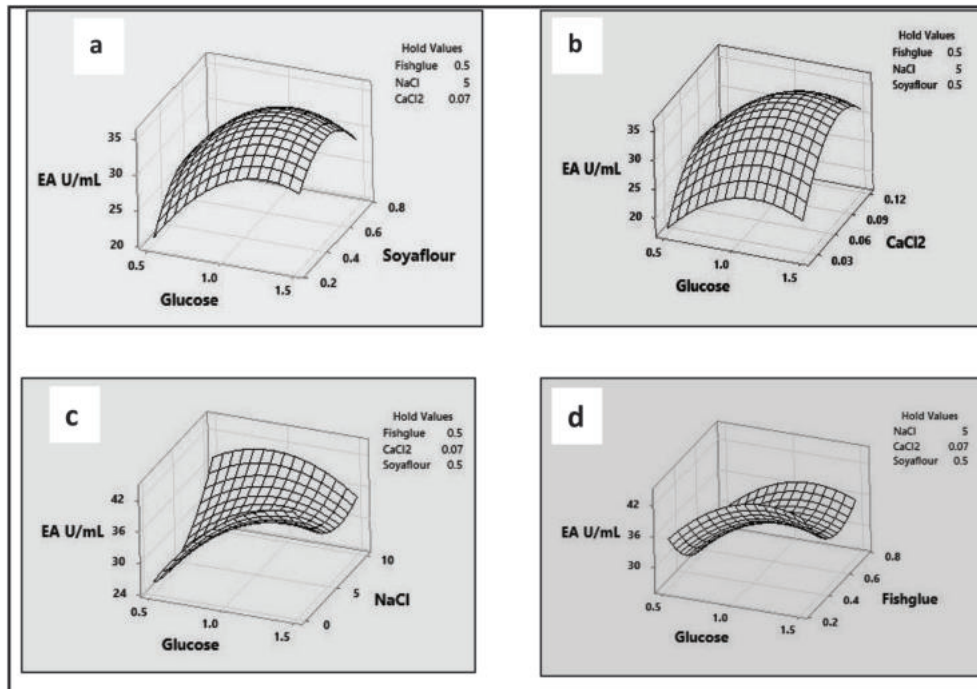 a
Hold Values
Fishglue 0.5
NaCl 5
CaCl2 0.07
EA U/mL
35
30
25
20
0.5
1.0
1.5
Glucose
0.2
0.4
0.6
0.8
Soyaflour
b
Hold Values
Fishglue 0.5
NaCl 5
Soyaflour 0.5
EA U/mL
35
30
25
20
0.5
1.0
1.5
Glucose
0.03
0.06
0.09
0.12
CaCl2
c
Hold Values
Fishglue 0.5
CaCl2 0.07
Soyaflour 0.5
EA U/mL
42
36
30
24
0.5
1.0
1.5
Glucose
0
5
10
NaCl
d
Hold Values
NaCl 5
CaCl2 0.07
Soyaflour 0.5
EA U/mL
42
36
30
0.5
1.0
1.5
Glucose
0.2
0.4
0.6
0.8
Fishglue